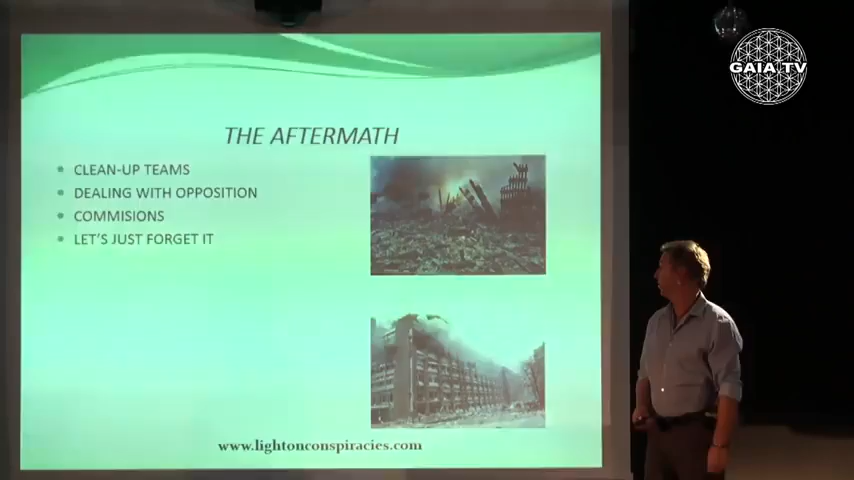 GAIA TV
THE AFTERMATH
CLEAN-UP TEAMS
DEALING WITH OPPOSITION
COMMISIONS
LET'S JUST FORGET IT
www.lightonconspiracies.com